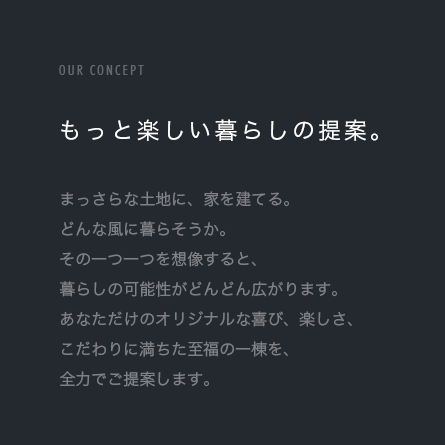 OUR CONCEPT
もっと楽しい暮らしの提案。
まっさらな土地に、家を建てる。
どんな風に暮らそうか。
その一つ一つを想像すると、
暮らしの可能性がどんどん広がります。
あなただけのオリジナルな喜び、楽しさ、
こだわりに満ちた至福の一棟を、
全力でご提案します。